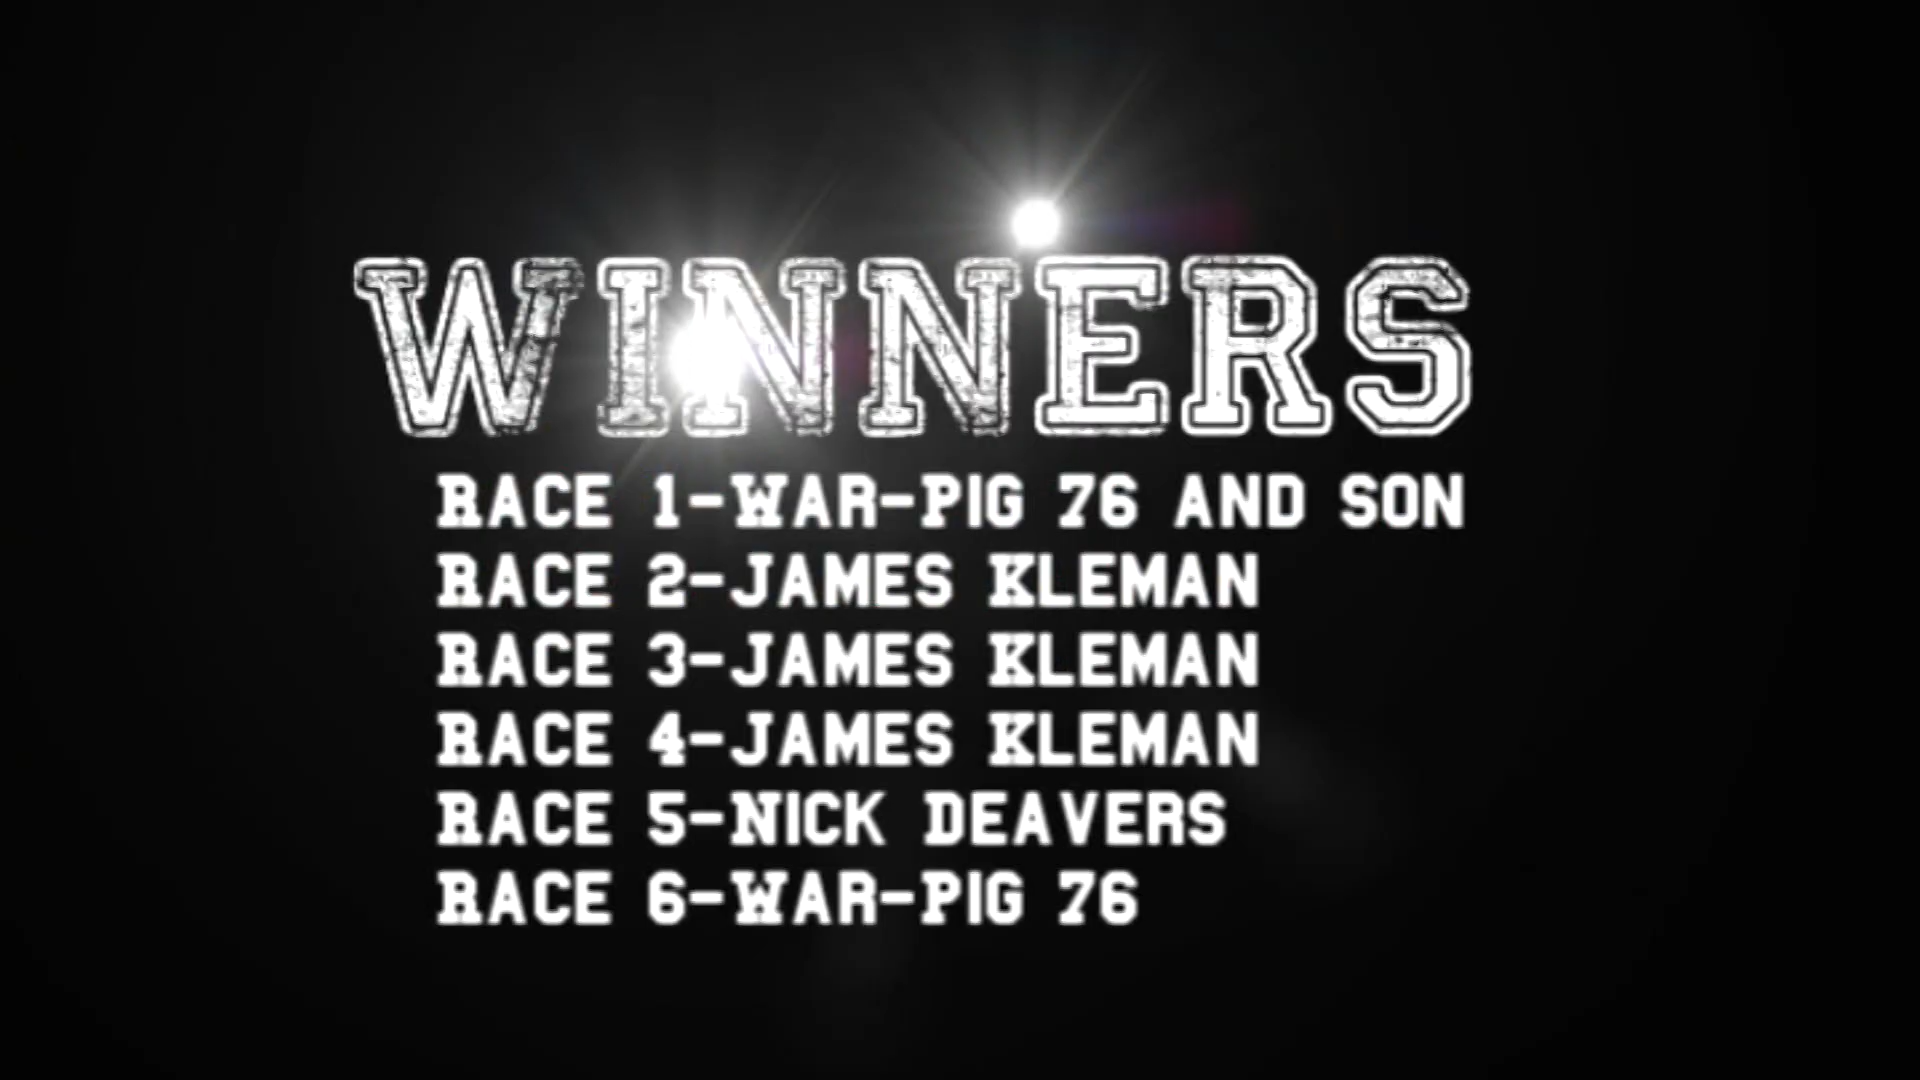 WINNERS
RACE 1-WAR-PIG 76 AND SON
RACE 2-JAMES KLEMAN
RACE 3-JAMES KLEMAN
RACE 4-JAMES KLEMAN
RACE 5-NICK DEAVERS
RACE 6-WAR-PIG 76